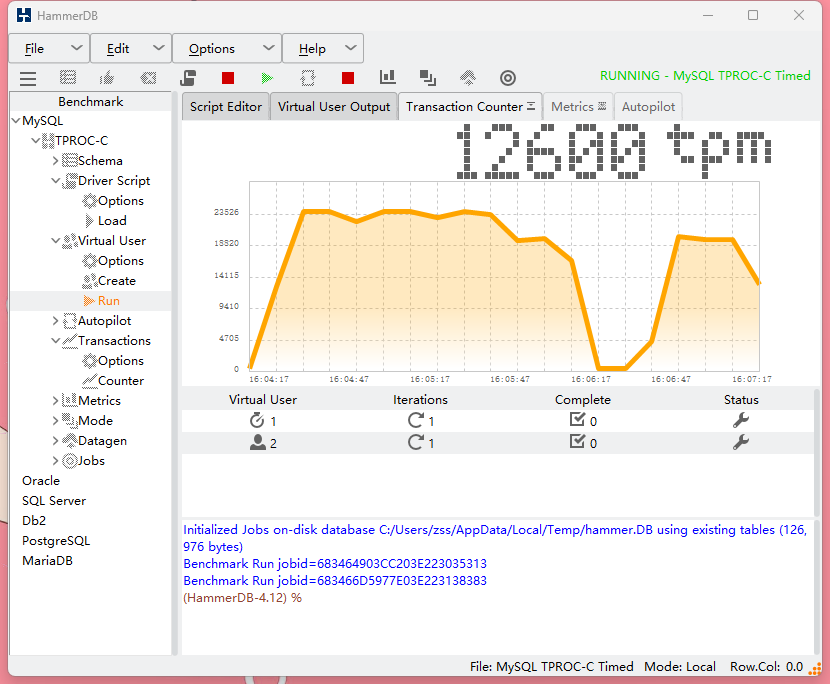 HammerDB
File Edit Options Help
RUNNING - MySQL TPROC-C Timed
Benchmark
MySQL
TPROC-C
Schema
Driver Script
Options
Load
Virtual User
Options
Create
Run
Autopilot
Transactions
Options
Counter
Metrics
Mode
Datagen
Jobs
Oracle
SQL Server
Db2
PostgreSQL
MariaDB
Script Editor Virtual User Output Transaction Counter Metrics Autopilot
12600 tpm
23526
18820
14115
9410
4705
0
16:04:17 16:04:47 16:05:17 16:05:47 16:06:17 16:06:47 16:07:17
Virtual User Iterations Complete Status
1 1 0
2 1 0
Initialized Jobs on-disk database C:/Users/zss/AppData/Local/Temp/hammer.DB using existing tables (126,
976 bytes)
Benchmark Run jobid=683464903CC203E223035313
Benchmark Run jobid=683466D5977E03E223138383
(HammerDB-4.12) %
File: MySQL TPROC-C Timed Mode: Local Row.Col: 0.0